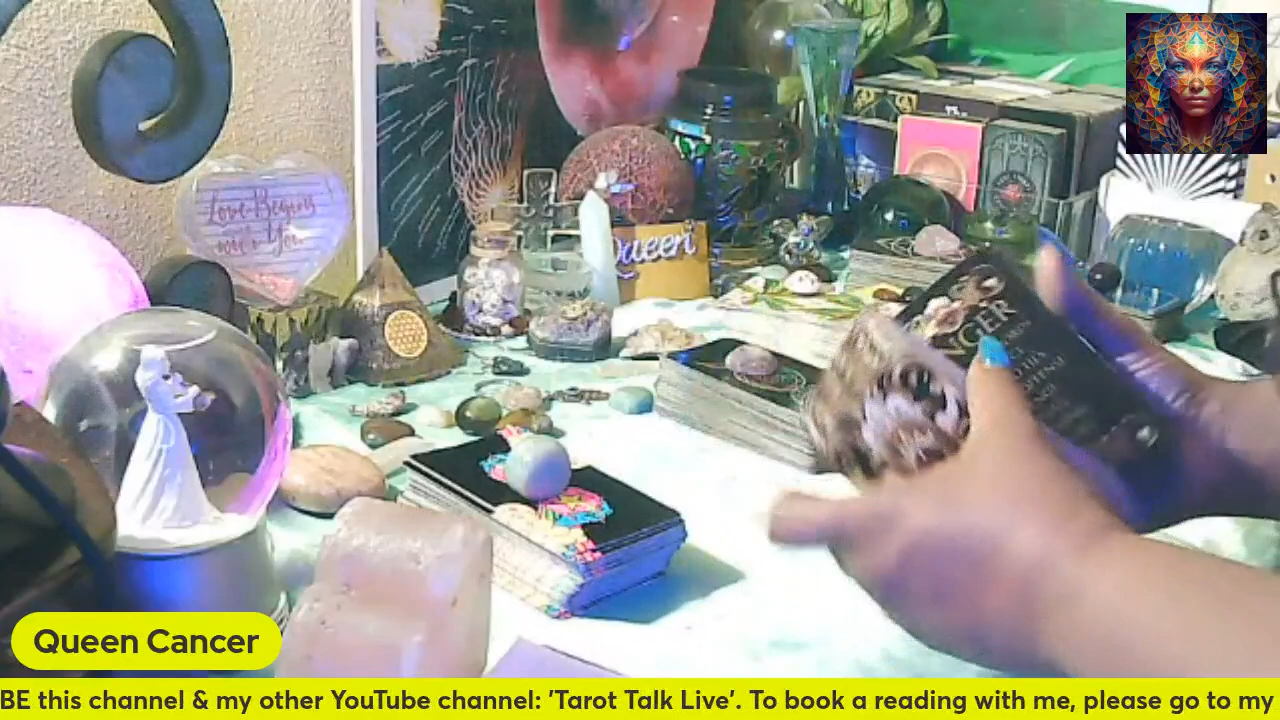 Love Begins
with You
Queen
Queen Cancer
BE this channel & my other YouTube channel: 'Tarot Talk Live'. To book a reading with me, please go to my